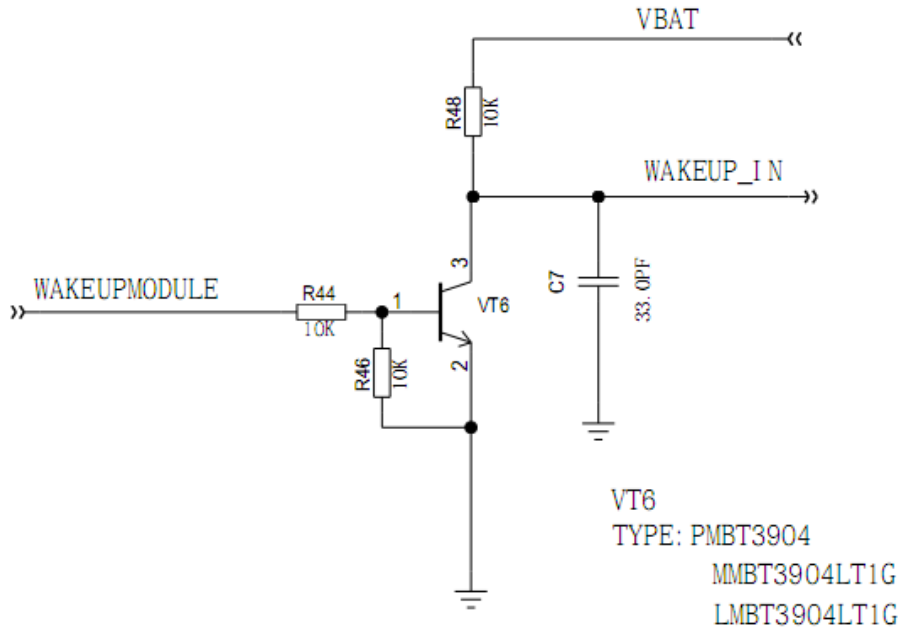 VBAT
R48
10K
WAKEUP_IN
3
C7
33.0PF
WAKEUPMODULE
R44
10K
1
VT6
R46
10K
2
VT6
TYPE: PMBT3904
MMBT3904LT1G
LMBT3904LT1G